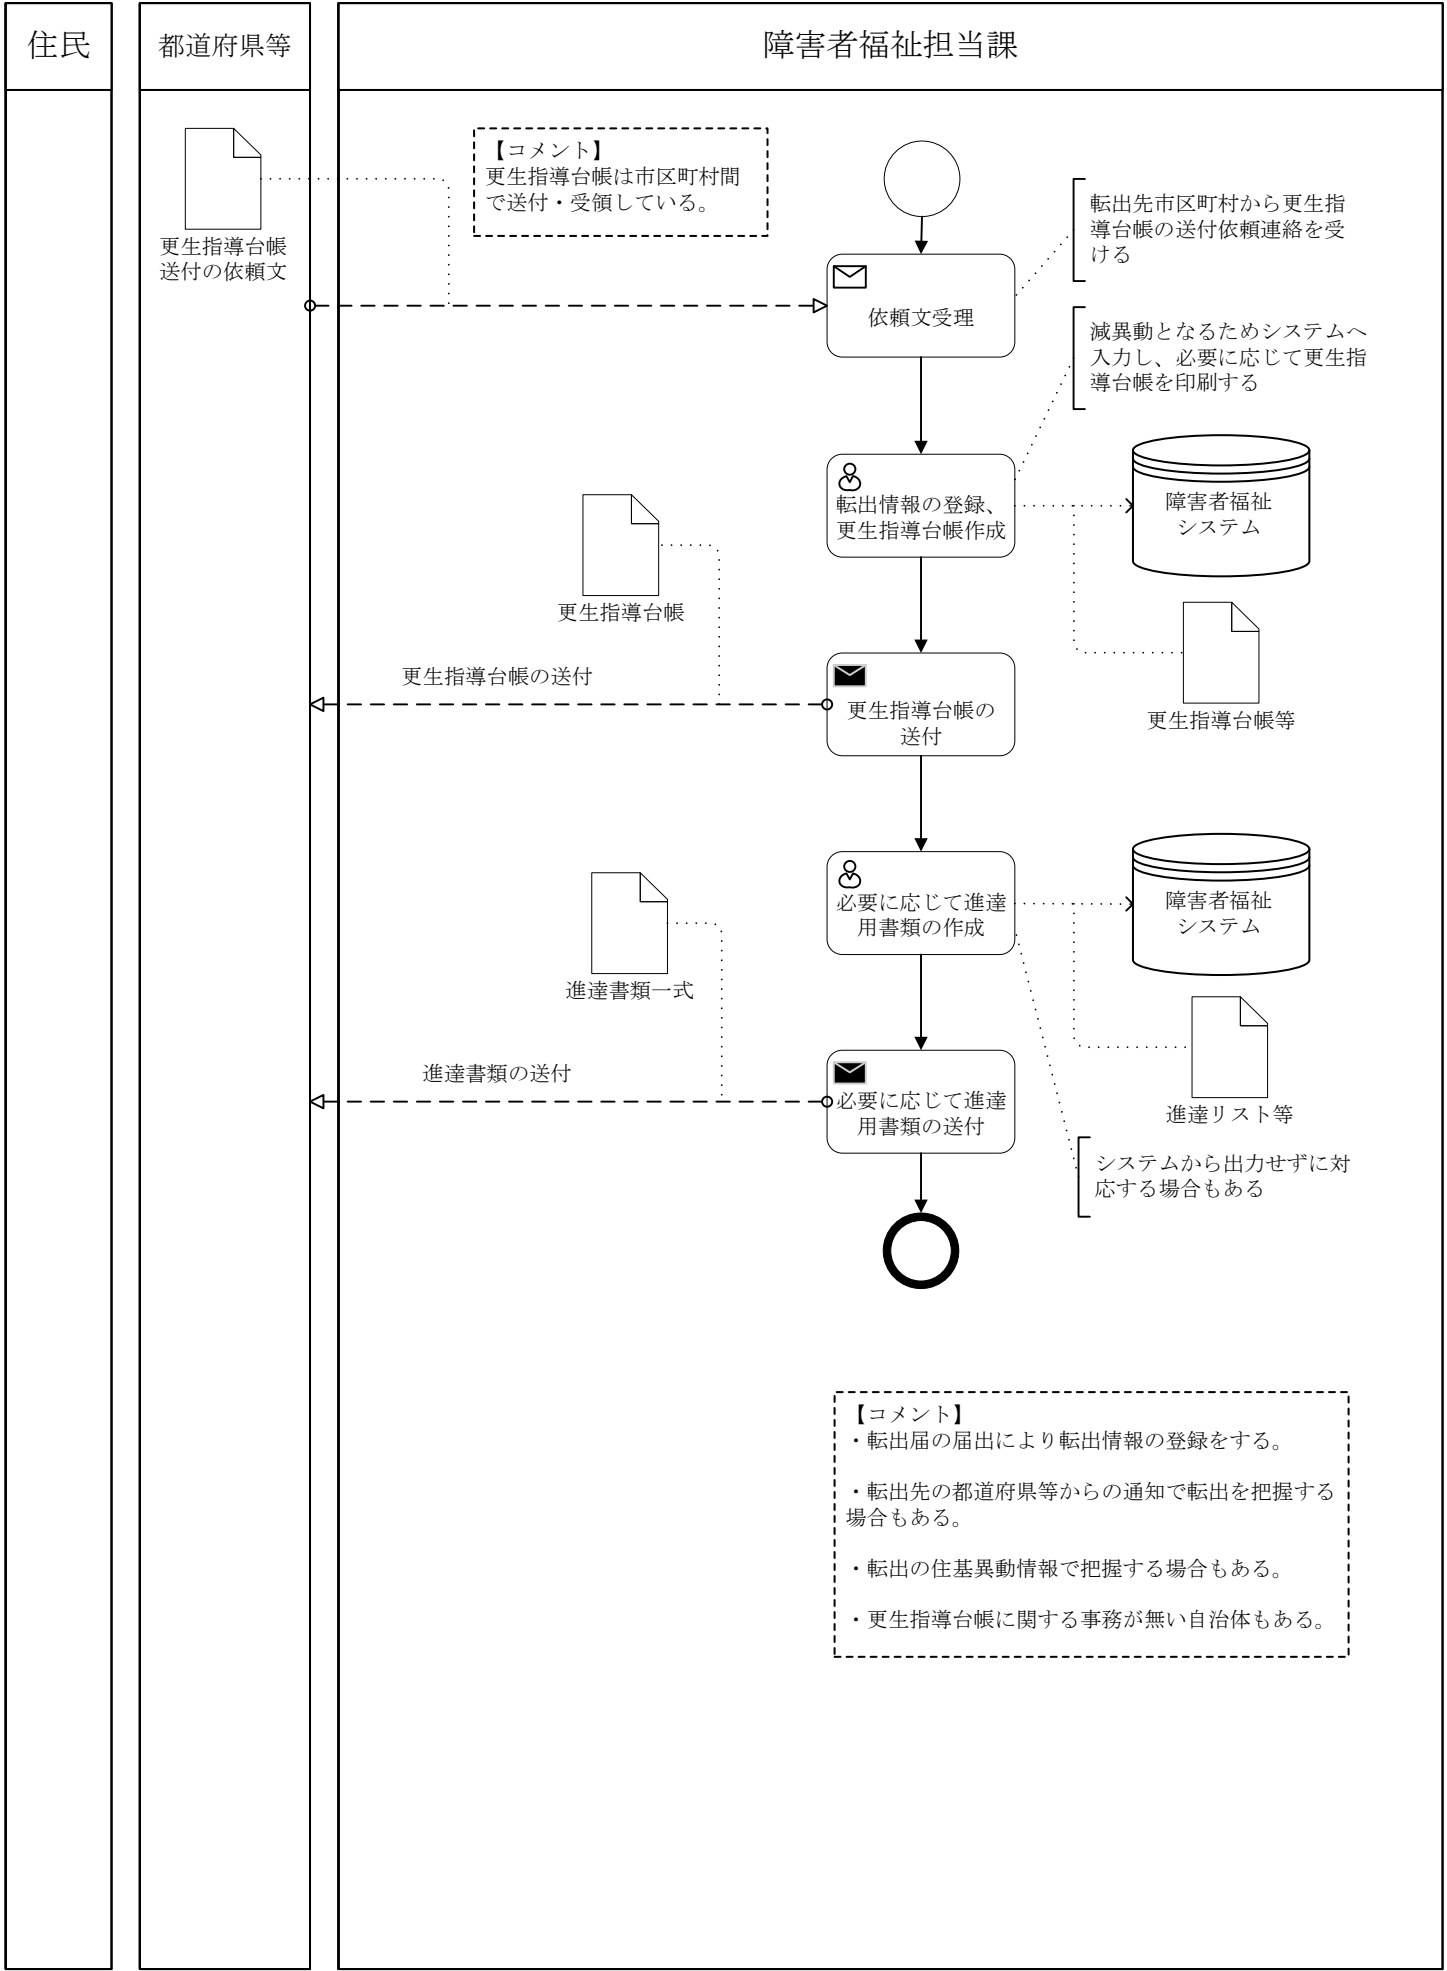 住民
都道府県等
障害者福祉担当課
【コメント】
更生指導台帳は市区町村間
で送付・受領している。
更生指導台帳
送付の依頼文
転出先市区町村から更生指
導台帳の送付依頼連絡を受
ける
依頼文受理
減異動となるためシステムへ
入力し、必要に応じて更生指
導台帳を印刷する
転出情報の登録、
更生指導台帳作成
障害者福祉
システム
更生指導台帳
更生指導台帳等
更生指導台帳の送付
更生指導台帳の
送付
必要に応じて進達
用書類の作成
障害者福祉
システム
進達書類一式
進達リスト等
進達書類の送付
必要に応じて進達
用書類の送付
システムから出力せずに対
応する場合もある
【コメント】
・転出届の届出により転出情報の登録をする。
・転出先の都道府県等からの通知で転出を把握する
場合もある。
・転出の住基異動情報で把握する場合もある。
・更生指導台帳に関する事務が無い自治体もある。